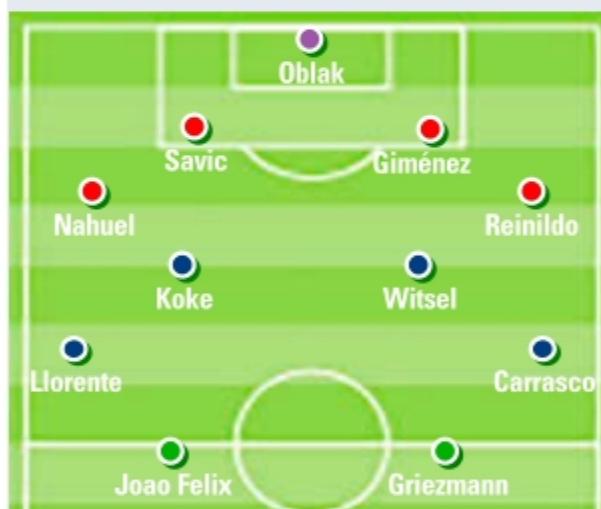 Oblak
Savic
Giménez
Nahuel
Reinildo
Koke
Witsel
Llorente
Carrasco
Joao Felix
Griezmann